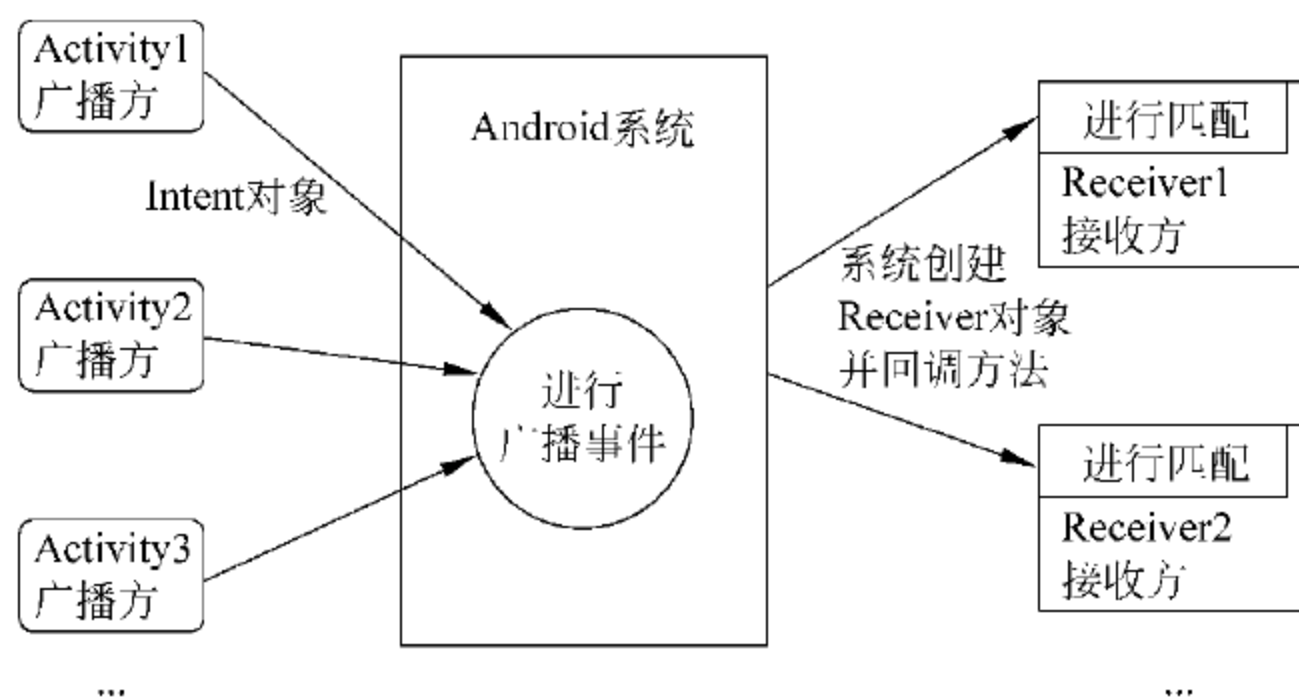 Activity1
广播方
Intent对象
Activity2
广播方
Activity3
广播方
...
Android系统
进行
广播事件
系统创建
Receiver对象
并回调方法
进行匹配
Receiver1
接收方
进行匹配
Receiver2
接收方
...